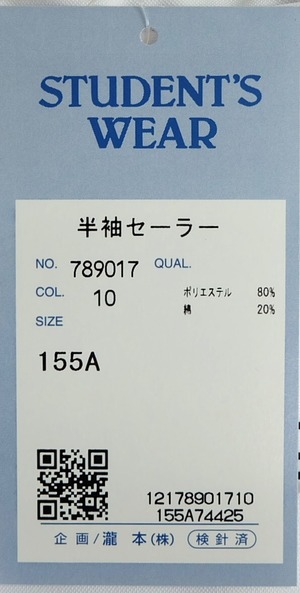 STUDENT'S
WEAR
半袖セーラー
NO. 789017 QUAL.
COL. 10 ポリエステル 80%
綿 20%
SIZE
155A
12178901710
155A74425
企画/瀧本(株) 検針済